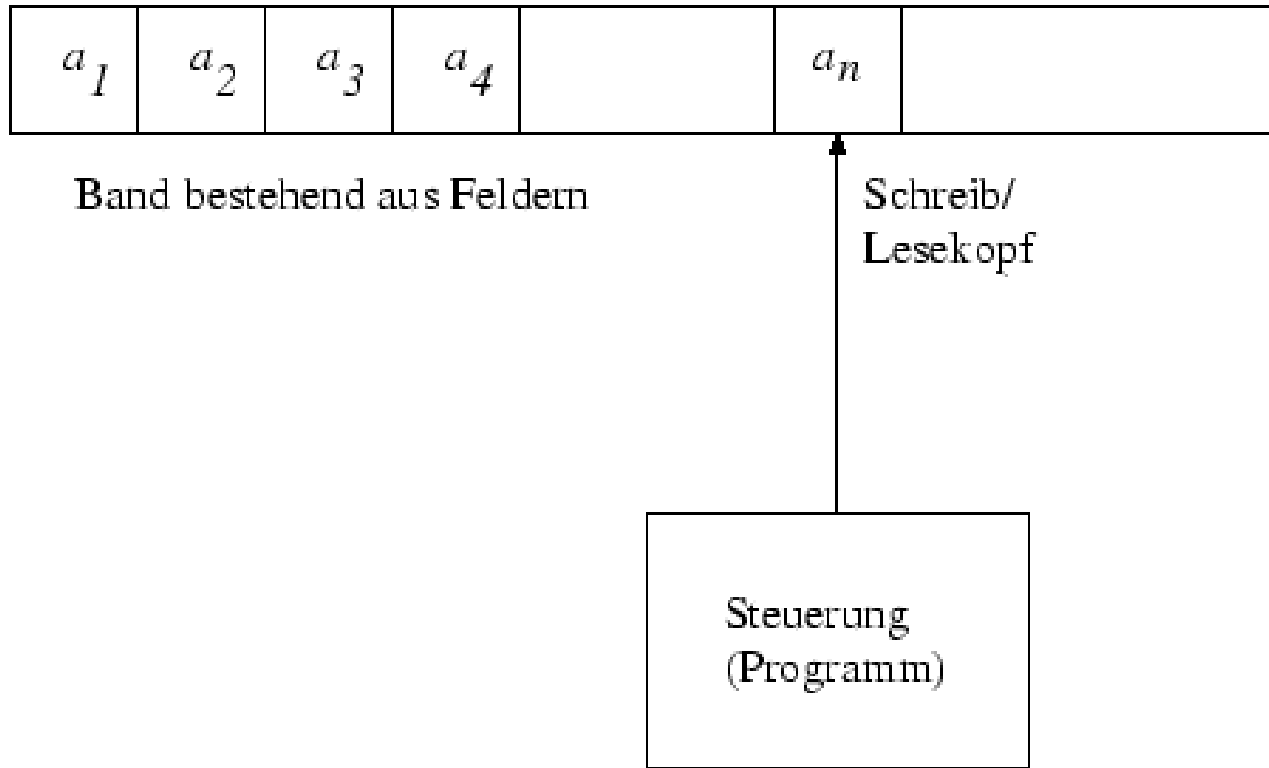 a1 a2 a3 a4 an
Band bestehend aus Feldern
Schreib/
Lesekopf
Steuerung
(Programm)